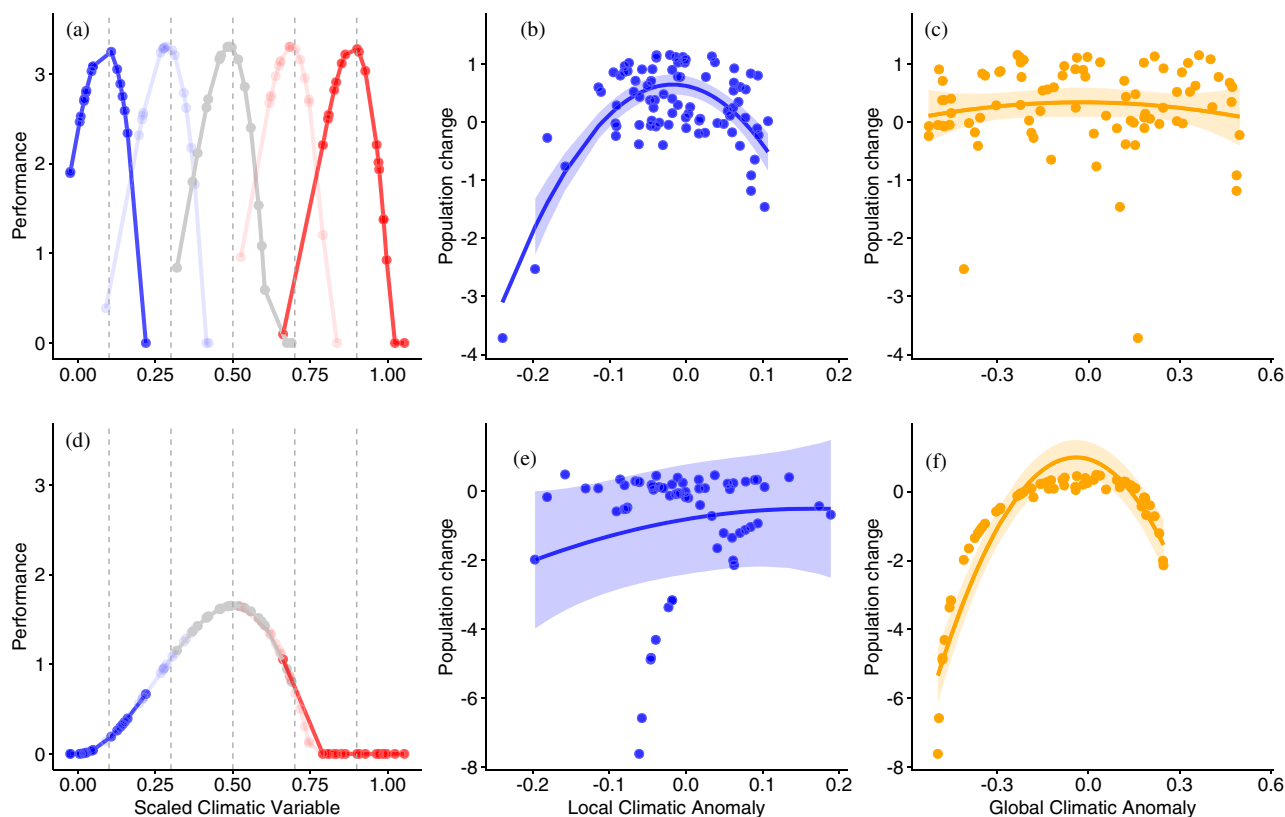 (a)
Performance
3
2
1
0
0.00 0.25 0.50 0.75 1.00
(b)
Population change
1
0
-1
-2
-3
-4
-0.2 -0.1 0.0 0.1 0.2
(c)
Population change
1
0
-1
-2
-3
-4
-0.3 0.0 0.3 0.6
(d)
Performance
3
2
1
0
0.00 0.25 0.50 0.75 1.00
Scaled Climatic Variable
(e)
Population change
0
-2
-4
-6
-8
-0.2 -0.1 0.0 0.1 0.2
Local Climatic Anomaly
(f)
Population change
0
-2
-4
-6
-8
-0.3 0.0 0.3 0.6
Global Climatic Anomaly